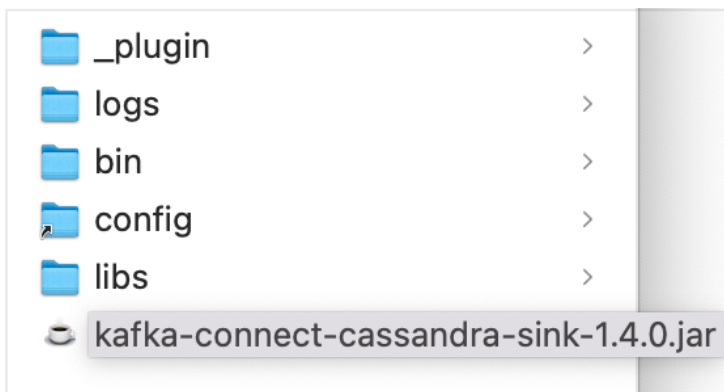 _plugin
logs
bin
config
libs
kafka-connect-cassandra-sink-1.4.0.jar